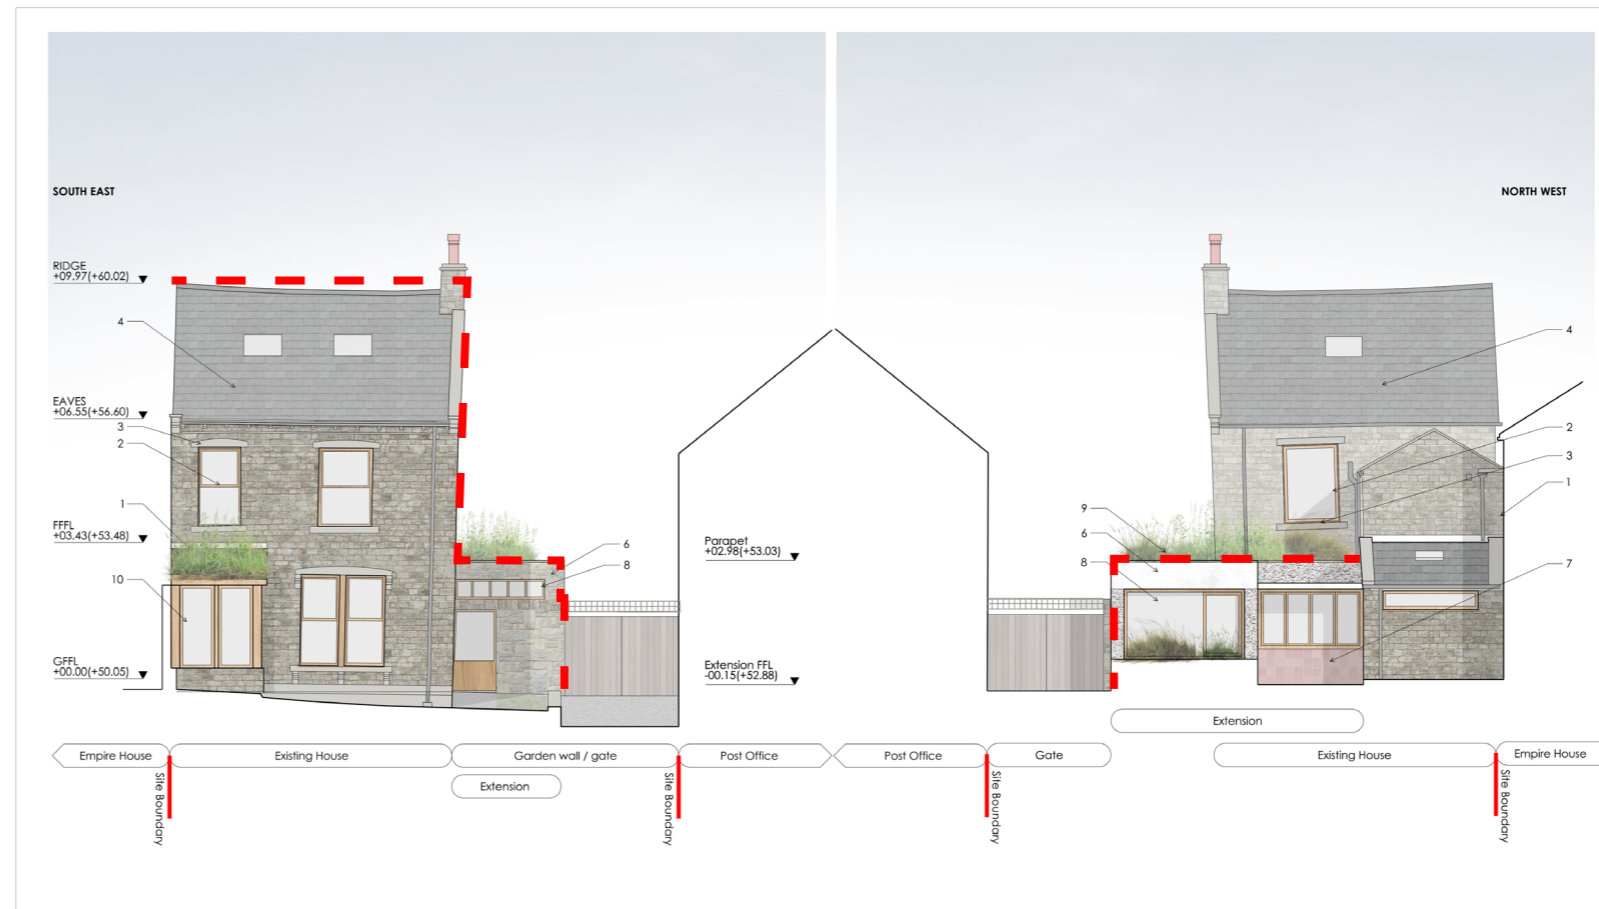 SOUTH EAST
NORTH WEST
RIDGE
+09.97(+60.02)
4
EAVES
+06.55(+56.60)
3
2
1
FFFL
+03.43(+53.48)
10
GFFL
+00.00(+50.05)
6
8
Parapet
+02.98(+53.03)
Extension FFL
-00.15(+52.88)
9
6
8
4
2
3
1
7
Extension
Empire House
Existing House
Garden wall / gate
Post Office
Post Office
Gate
Existing House
Empire House
Extension
Site Boundary
Site Boundary
Site Boundary
Site Boundary